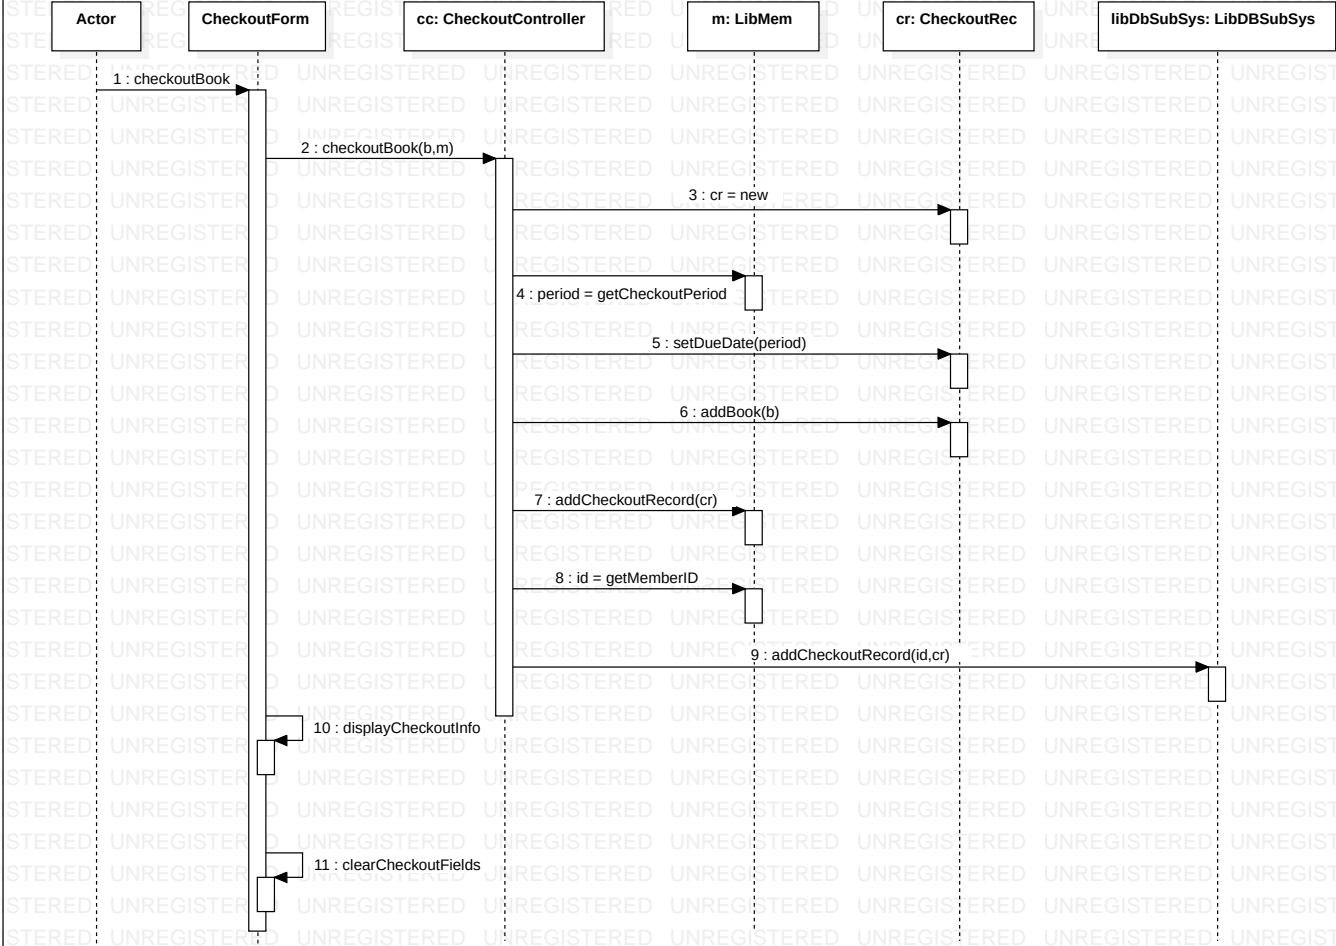 Actor
CheckoutForm
cc: CheckoutController
m: LibMem
cr: CheckoutRec
libDbSubSys: LibDBSubSys
1 : checkoutBook
2 : checkoutBook(b,m)
3 : cr = new
4 : period = getCheckoutPeriod
5 : setDueDate(period)
6 : addBook(b)
7 : addCheckoutRecord(cr)
8 : id = getMemberID
9 : addCheckoutRecord(id,cr)
10 : displayCheckoutInfo
11 : clearCheckoutFields
UNREGISTERED